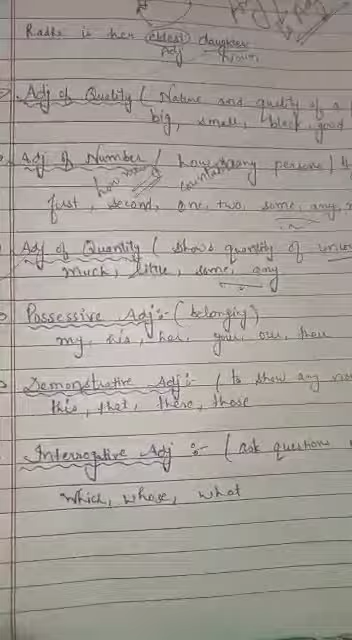 Radha is her eldest daughter
Adj Noun
Adj of Quality ( Nature and quality of a
big, small, black, good
Adj of Number / how many persons /
how many countable
first, second, one, two, some, any,
Adj of Quantity ( shows quantity of
much, little, some, any
Possessive Adj :- ( belonging)
my, his, her, your, our, their
Demonstrative Adj :- ( to show any
this, that, these, those
Interrogative Adj :- ( ask questions
which, whose, what